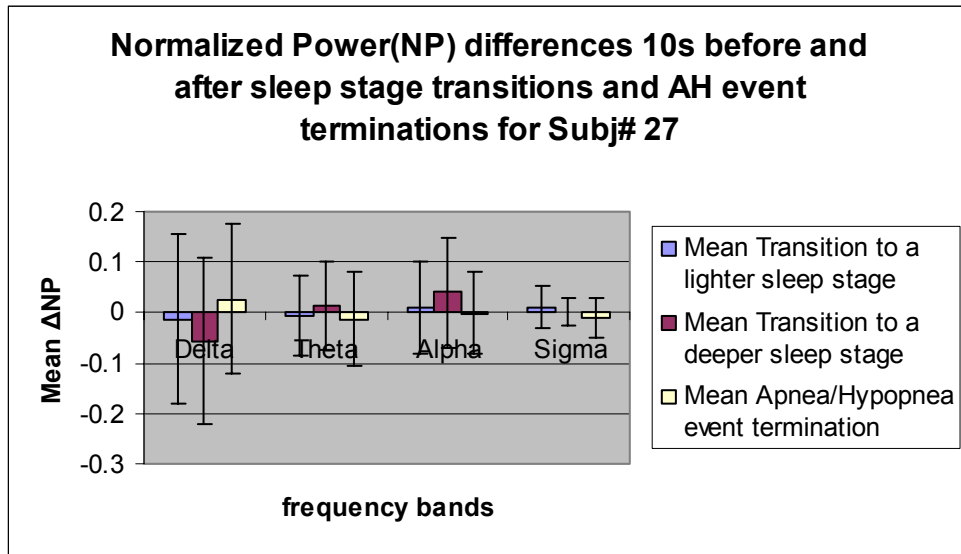 Normalized Power(NP) differences 10s before and
after sleep stage transitions and AH event
terminations for Subj# 27
0.2
0.1
0
-0.1
-0.2
-0.3
Mean ΔNP
Delta
Theta
Alpha
Sigma
frequency bands
Mean Transition to a
lighter sleep stage
Mean Transition to a
deeper sleep stage
Mean Apnea/Hypopnea
event termination